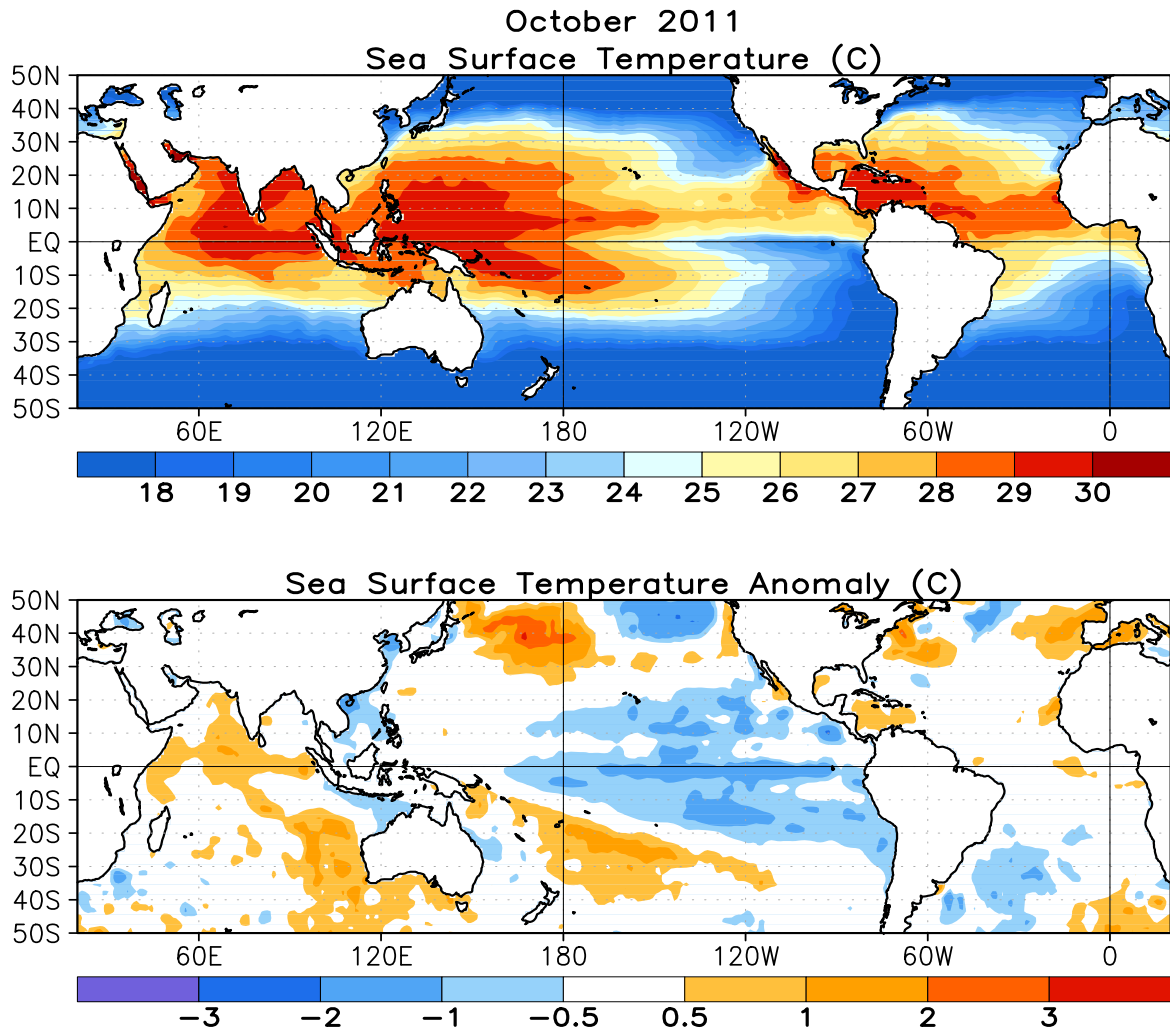 October 2011
Sea Surface Temperature (C)
50N
40N
30N
20N
10N
EQ
10S
20S
30S
40S
50S
60E 120E 180 120W 60W 0
18 19 20 21 22 23 24 25 26 27 28 29 30
Sea Surface Temperature Anomaly (C)
50N
40N
30N
20N
10N
EQ
10S
20S
30S
40S
50S
60E 120E 180 120W 60W 0
−3 −2 −1 −0.5 0.5 1 2 3